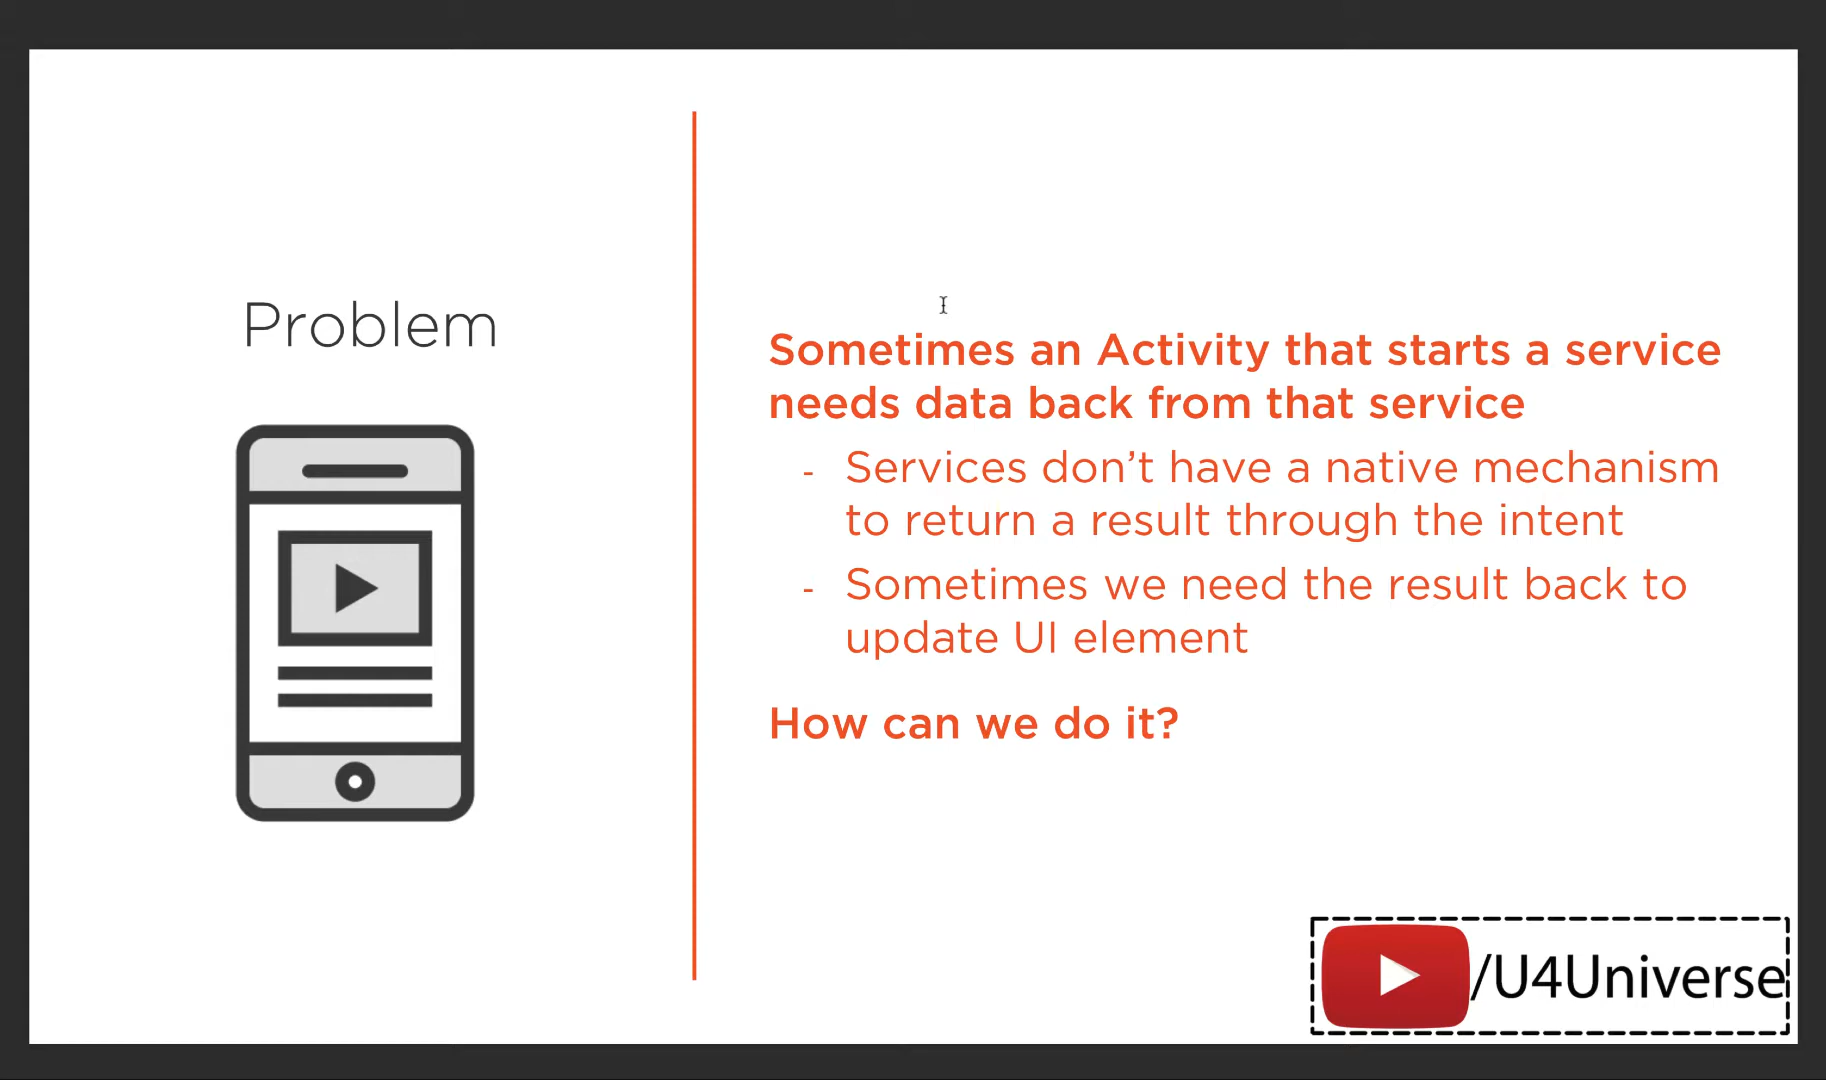 Problem
Sometimes an Activity that starts a service
needs data back from that service
- Services don’t have a native mechanism
to return a result through the intent
- Sometimes we need the result back to
update UI element
How can we do it?
/U4Universe